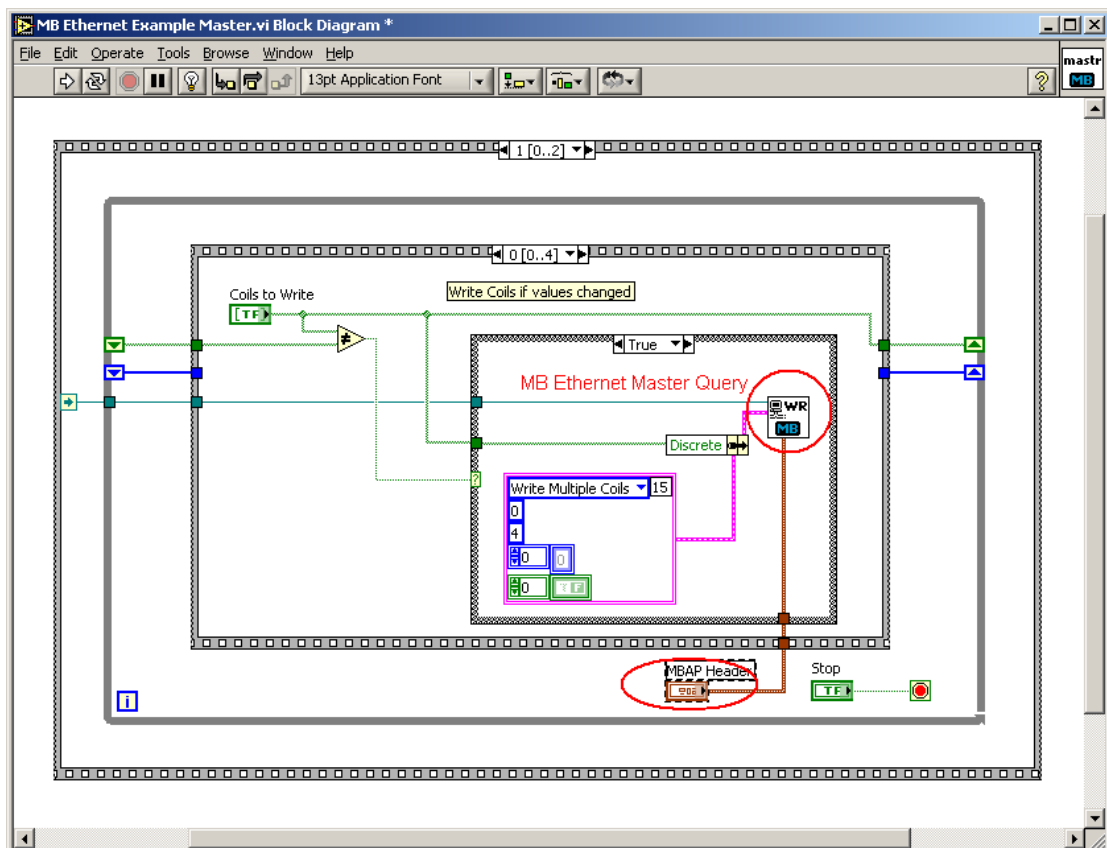 MB Ethernet Example Master.vi Block Diagram *
File Edit Operate Tools Browse Window Help
13pt Application Font
?
mastr
MB
1 [0..2]
0 [0..4]
Coils to Write
TF
Write Coils if values changed
True
MB Ethernet Master Query
WR
MB
Discrete
?
Write Multiple Coils 15
0
4
0 0
0
MBAP Header
Stop
TF
i